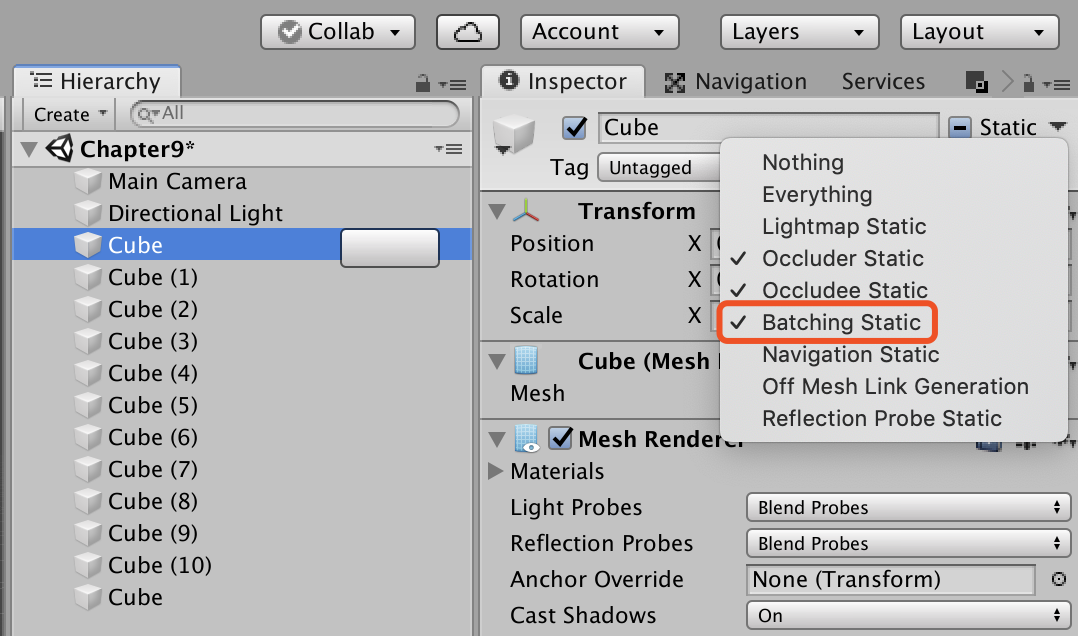 Collab
Account
Layers
Layout
Hierarchy
Inspector
Navigation
Services
Create
All
Cube
Static
Chapter9*
Tag
Untagged
Nothing
Everything
Lightmap Static
Occluder Static
Occludee Static
Batching Static
Navigation Static
Off Mesh Link Generation
Reflection Probe Static
Main Camera
Directional Light
Cube
Cube (1)
Cube (2)
Cube (3)
Cube (4)
Cube (5)
Cube (6)
Cube (7)
Cube (8)
Cube (9)
Cube (10)
Cube
Transform
Position X
Rotation X
Scale X
Cube (Mesh
Mesh
Mesh Renderer
Materials
Light Probes Blend Probes
Reflection Probes Blend Probes
Anchor Override None (Transform)
Cast Shadows On